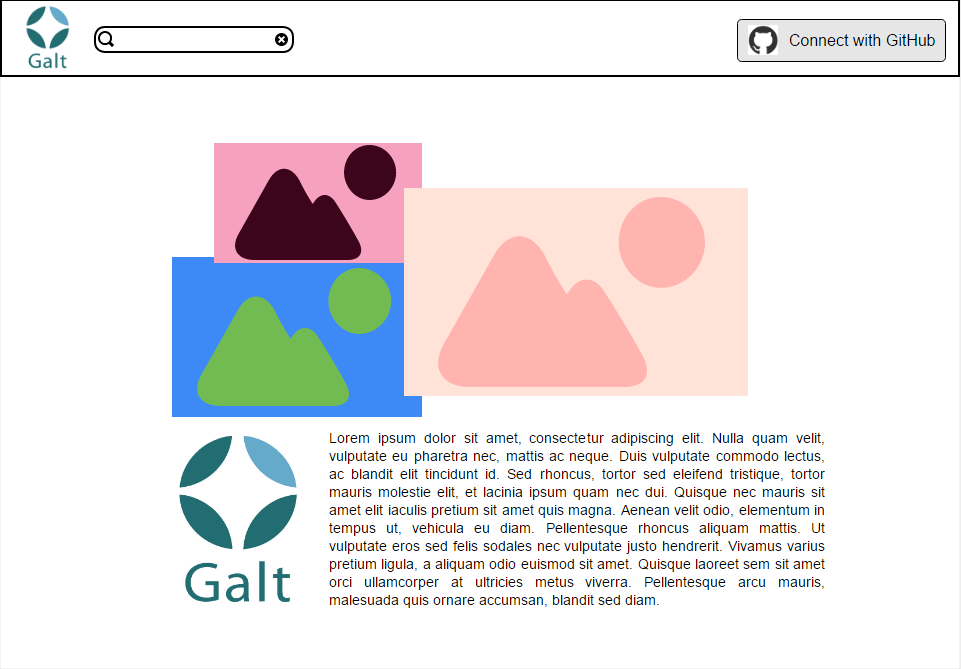 Galt
Connect with GitHub
Lorem ipsum dolor sit amet, consectetur adipiscing elit. Nulla quam velit,
vulputate eu pharetra nec, mattis ac neque. Duis vulputate commodo lectus,
ac blandit elit tincidunt id. Sed rhoncus, tortor sed eleifend tristique, tortor
mauris molestie elit, et lacinia ipsum quam nec dui. Quisque nec mauris sit
amet elit iaculis pretium sit amet quis magna. Aenean velit odio, elementum in
tempus ut, vehicula eu diam. Pellentesque rhoncus aliquam mattis. Ut
vulputate eros sed felis sodales nec vulputate justo hendrerit. Vivamus varius
pretium ligula, a aliquam odio euismod sit amet. Quisque laoreet sem sit amet
orci ullamcorper at ultricies metus viverra. Pellentesque arcu mauris,
malesuada quis ornare accumsan, blandit sed diam.
Galt